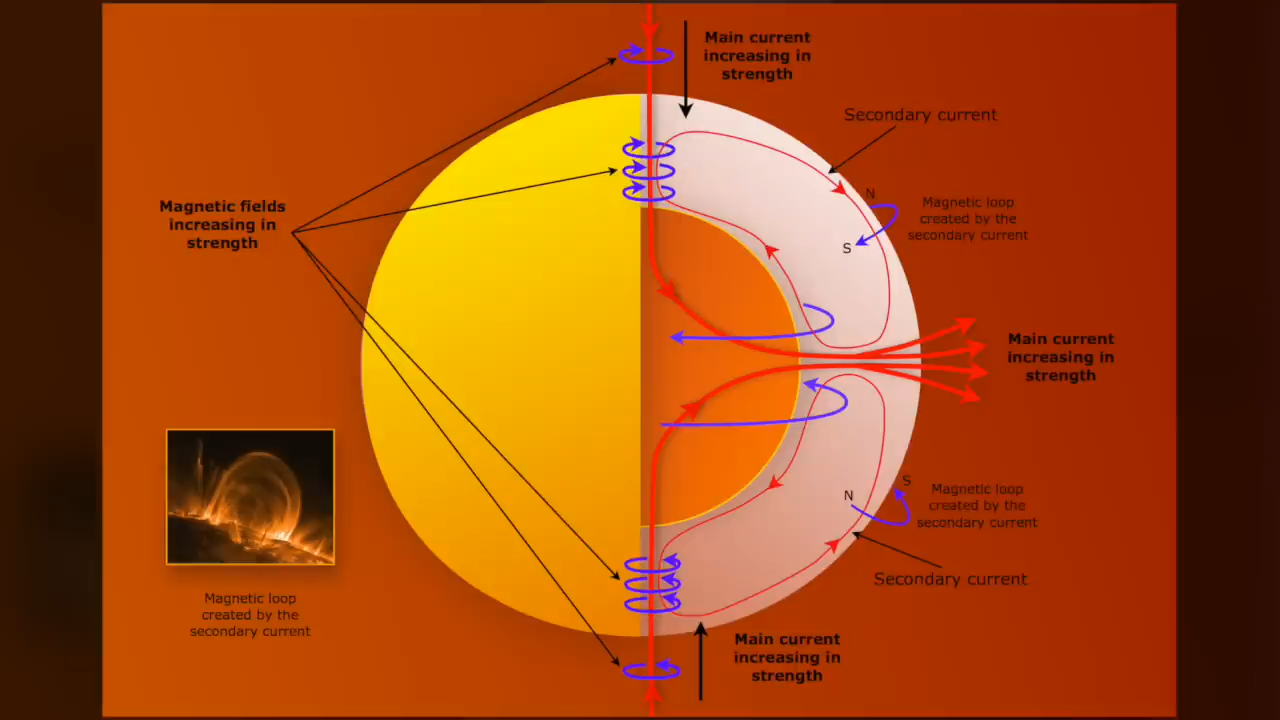 Main current
increasing in
strength
Secondary current
N
Magnetic loop
created by the
secondary current
S
Magnetic fields
increasing in
strength
Main current
increasing in
strength
S
N
Magnetic loop
created by the
secondary current
Secondary current
Magnetic loop
created by the
secondary current
Main current
increasing in
strength